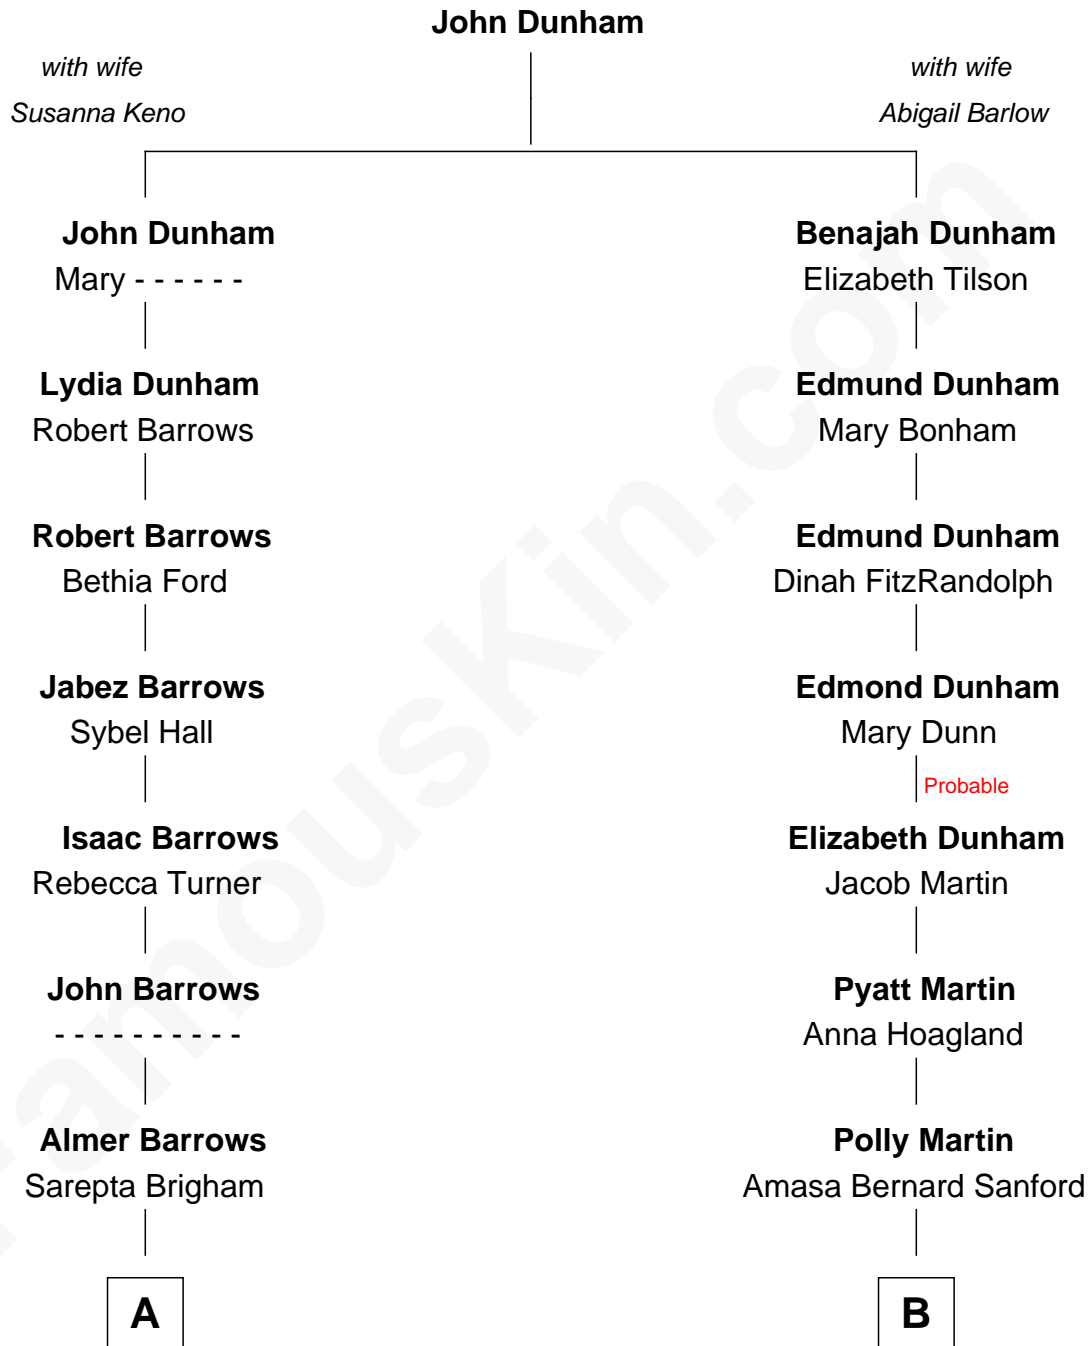 John Dunham
with wife
Susanna Keno
with wife
Abigail Barlow
John Dunham
Mary - - - - - -
Benajah Dunham
Elizabeth Tilson
Lydia Dunham
Robert Barrows
Edmund Dunham
Mary Bonham
Robert Barrows
Bethia Ford
Edmund Dunham
Dinah FitzRandolph
Jabez Barrows
Sybel Hall
Edmond Dunham
Mary Dunn
Probable
Isaac Barrows
Rebecca Turner
Elizabeth Dunham
Jacob Martin
John Barrows
- - - - - - - - - -
Pyatt Martin
Anna Hoagland
Almer Barrows
Sarepta Brigham
Polly Martin
Amasa Bernard Sanford
A
B
FamousKin.com